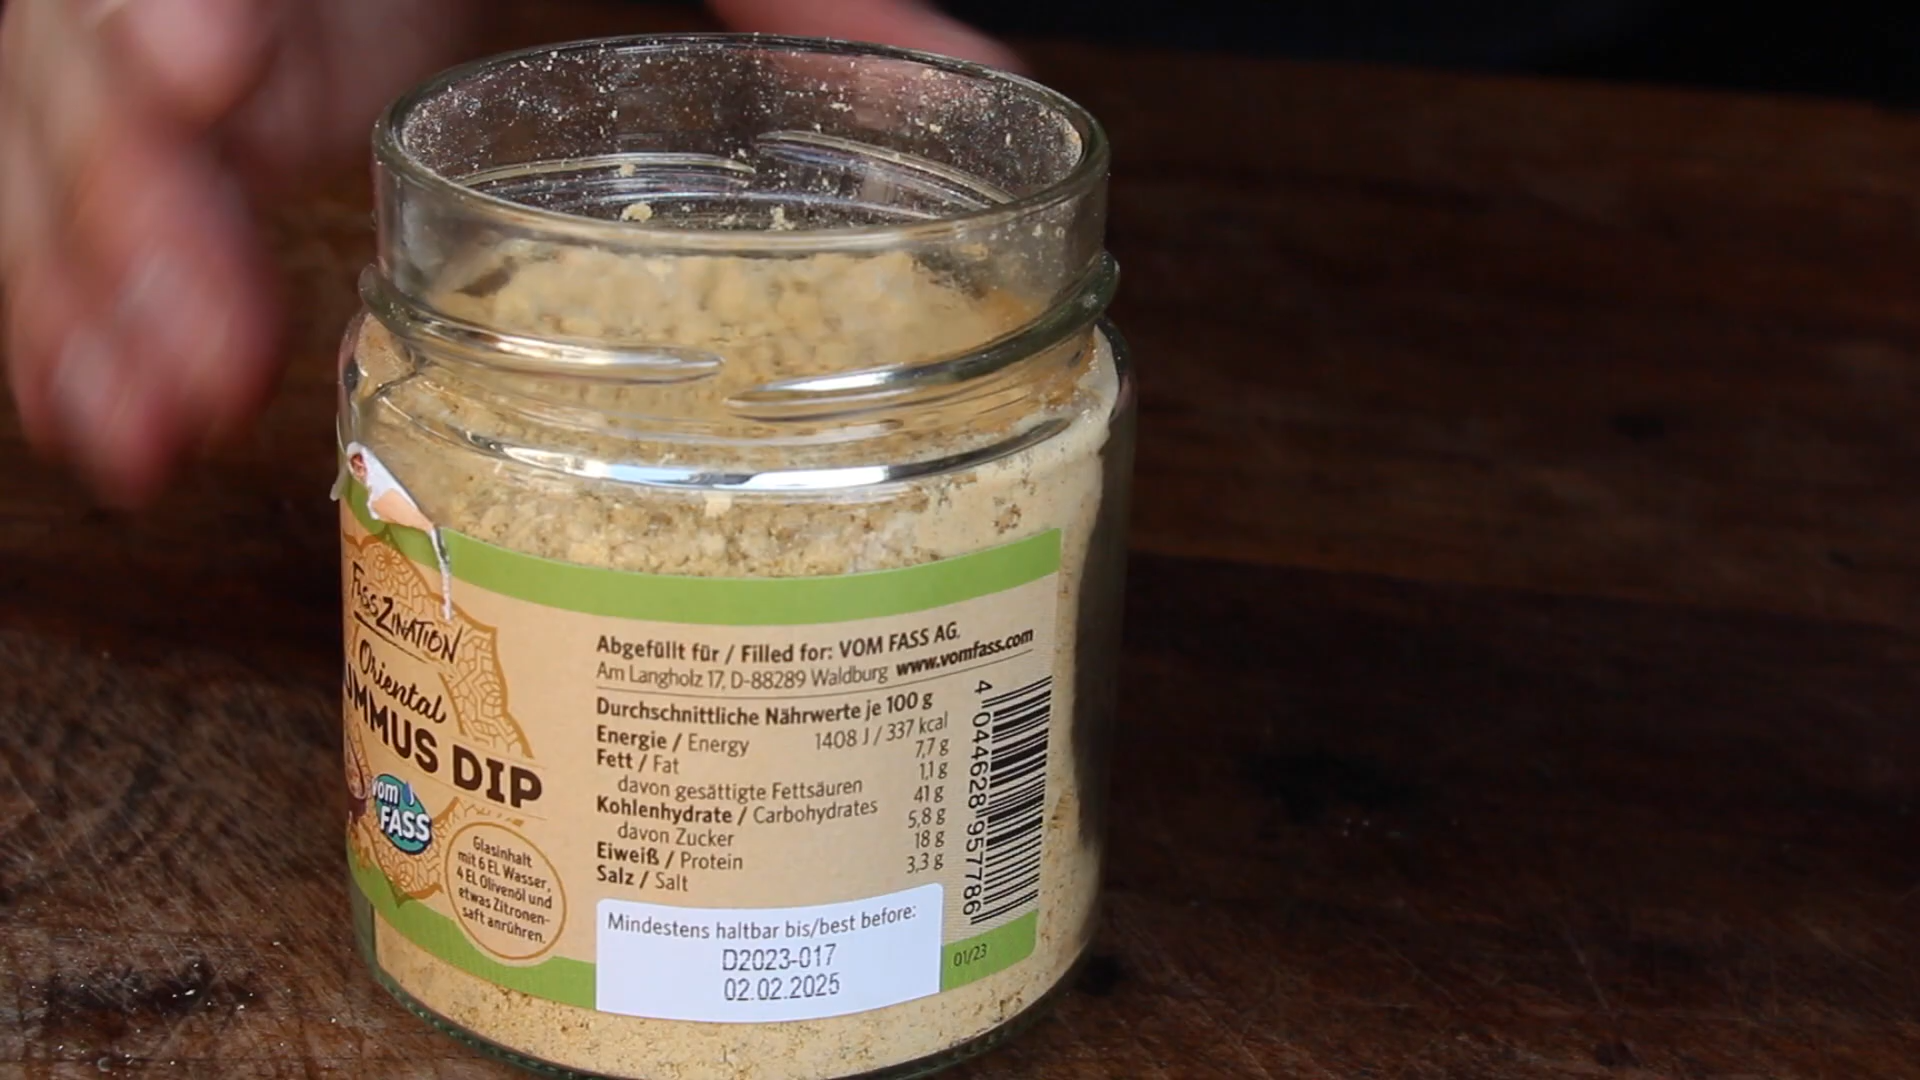 FASSZINATION
Oriental
UMMUS DIP
vom
FASS
Glasinhalt
mit 6 EL Wasser,
4 EL Olivenöl und
etwas Zitronen-
saft anrühren.
Abgefüllt für / Filled for: VOM FASS AG,
Am Langholz 17, D-88289 Waldburg www.vomfass.com
Durchschnittliche Nährwerte je 100 g
Energie / Energy 1408 J / 337 kcal
Fett / Fat 7,7 g
davon gesättigte Fettsäuren 1,1 g
Kohlenhydrate / Carbohydrates 41 g
davon Zucker 5,8 g
Eiweiß / Protein 18 g
Salz / Salt 3,3 g
4 044628 957786
Mindestens haltbar bis/best before:
D2023-017
02.02.2025
01/23